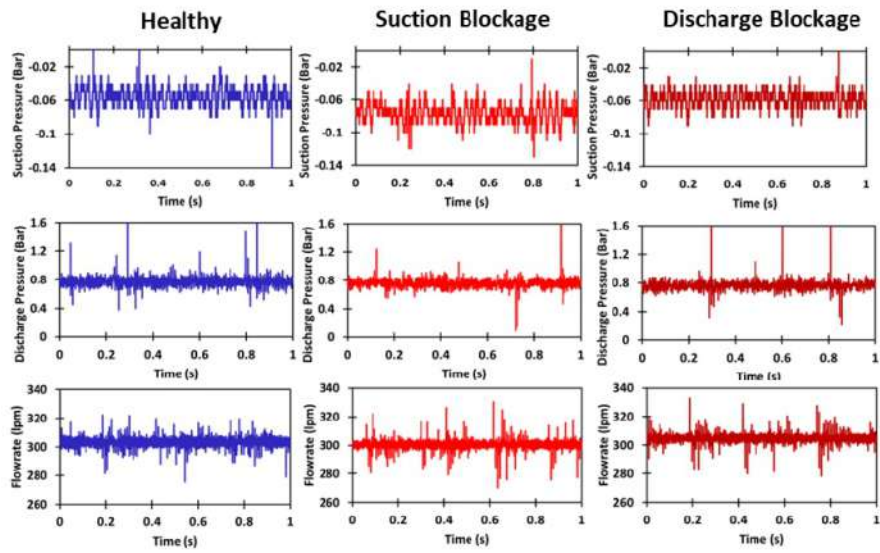 Healthy
Suction Blockage
Discharge Blockage
Suction Pressure (Bar)
-0.02
-0.06
-0.1
-0.14
0 0.2 0.4 0.6 0.8 1
Time (s)
Suction Pressure (Bar)
-0.02
-0.06
-0.1
-0.14
0 0.2 0.4 0.6 0.8 1
Time (s)
Suction Pressure (Bar)
-0.02
-0.06
-0.1
-0.14
0 0.2 0.4 0.6 0.8 1
Time (s)
Discharge Pressure (Bar)
1.6
1.2
0.8
0.4
0
0 0.2 0.4 0.6 0.8 1
Time (s)
Discharge Pressure (Bar)
1.6
1.2
0.8
0.4
0
0 0.2 0.4 0.6 0.8 1
Time (s)
Discharge Pressure (Bar)
1.6
1.2
0.8
0.4
0
0 0.2 0.4 0.6 0.8 1
Time (s)
Flowrate (lpm)
340
320
300
280
260
0 0.2 0.4 0.6 0.8 1
Time (s)
Flowrate (lpm)
340
320
300
280
260
0 0.2 0.4 0.6 0.8 1
Time (s)
Flowrate (lpm)
340
320
300
280
260
0 0.2 0.4 0.6 0.8 1
Time (s)